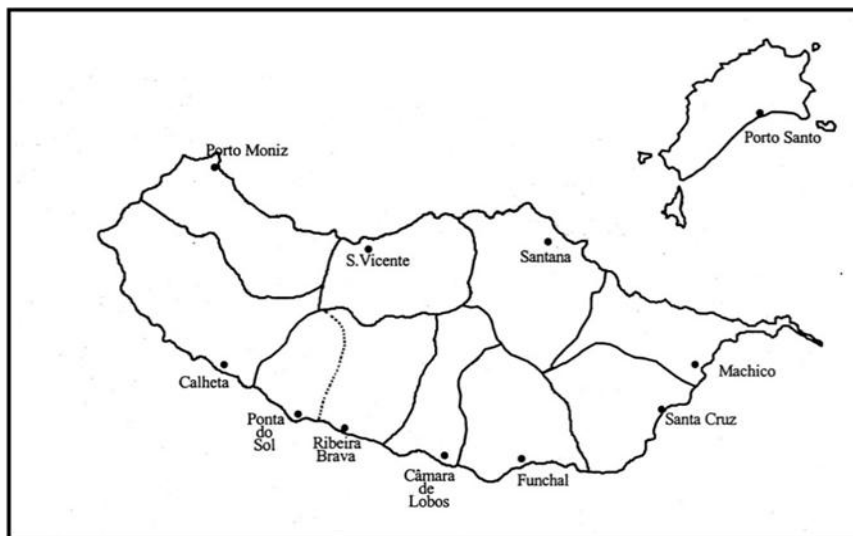 Porto Santo
Porto Moniz
S.Vicente
Santana
Calheta
Machico
Ponta
do
Sol
Ribeira
Brava
Santa Cruz
Câmara
de
Lobos
Funchal